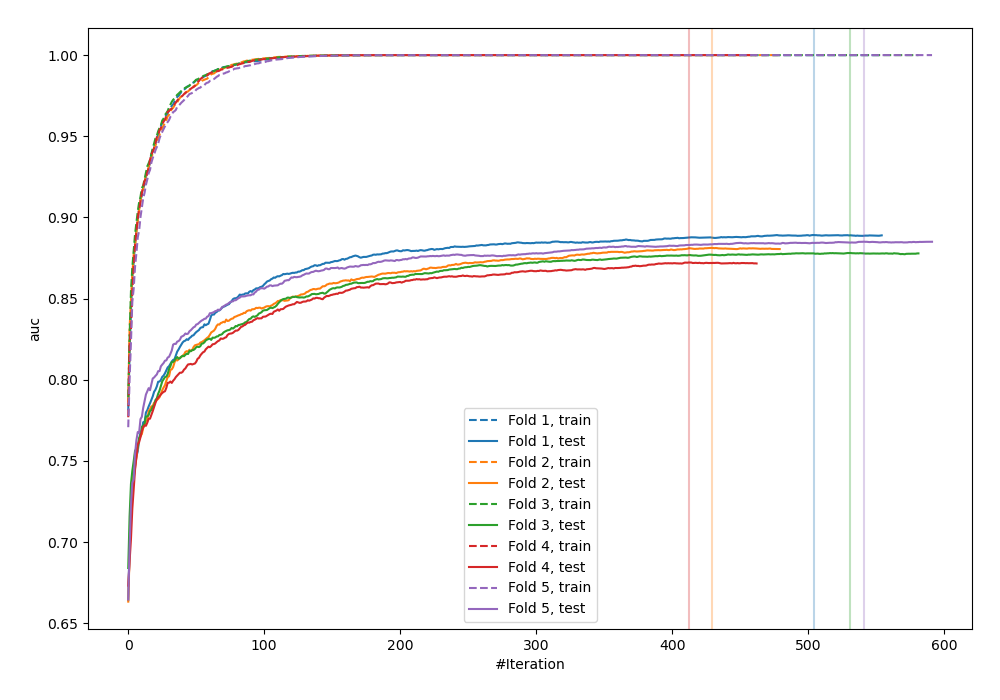 1.00
0.95
0.90
0.85
0.80
0.75
0.70
0.65
auc
0
100
200
300
400
500
600
#Iteration
Fold 1, train
Fold 1, test
Fold 2, train
Fold 2, test
Fold 3, train
Fold 3, test
Fold 4, train
Fold 4, test
Fold 5, train
Fold 5, test